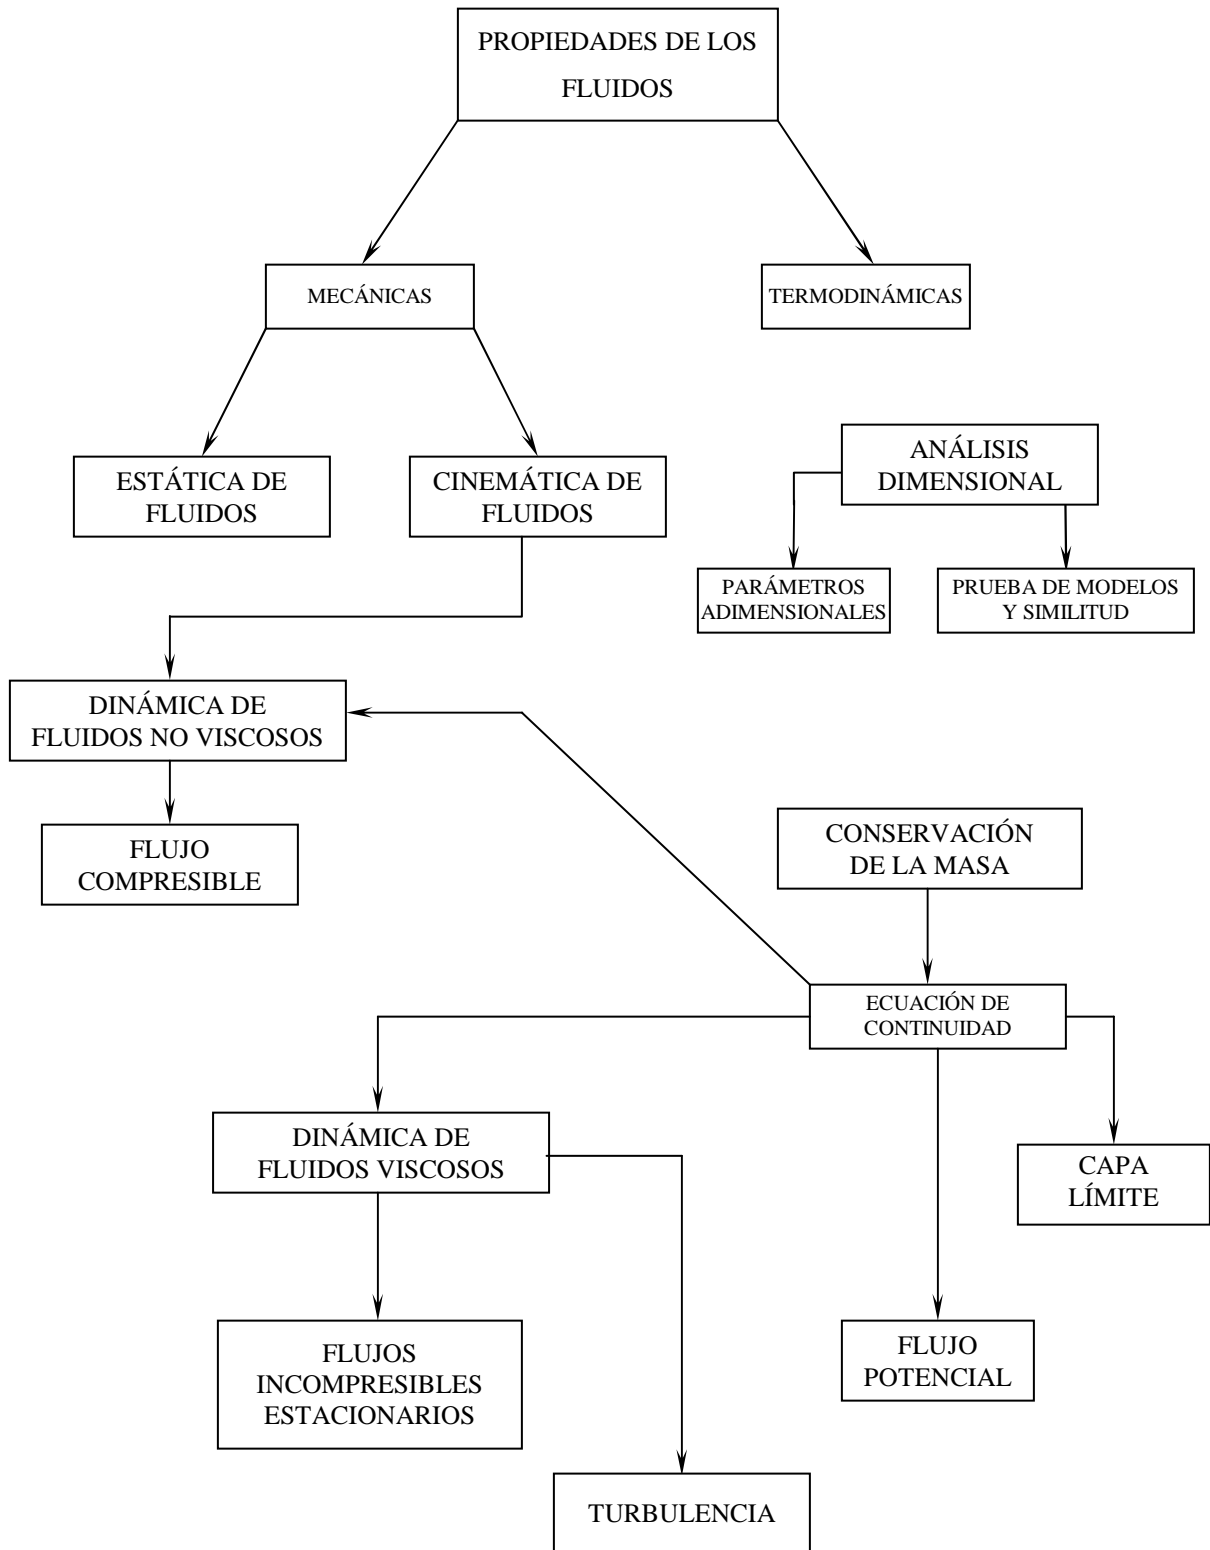 PROPIEDADES DE LOS
FLUIDOS
MECÁNICAS
TERMODINÁMICAS
ESTÁTICA DE
FLUIDOS
CINEMÁTICA DE
FLUIDOS
ANÁLISIS
DIMENSIONAL
PARÁMETROS
ADIMENSIONALES
PRUEBA DE MODELOS
Y SIMILITUD
DINÁMICA DE
FLUIDOS NO VISCOSOS
FLUJO
COMPRESIBLE
CONSERVACIÓN
DE LA MASA
ECUACIÓN DE
CONTINUIDAD
DINÁMICA DE
FLUIDOS VISCOSOS
CAPA
LÍMITE
FLUJOS
INCOMPRESIBLES
ESTACIONARIOS
FLUJO
POTENCIAL
TURBULENCIA